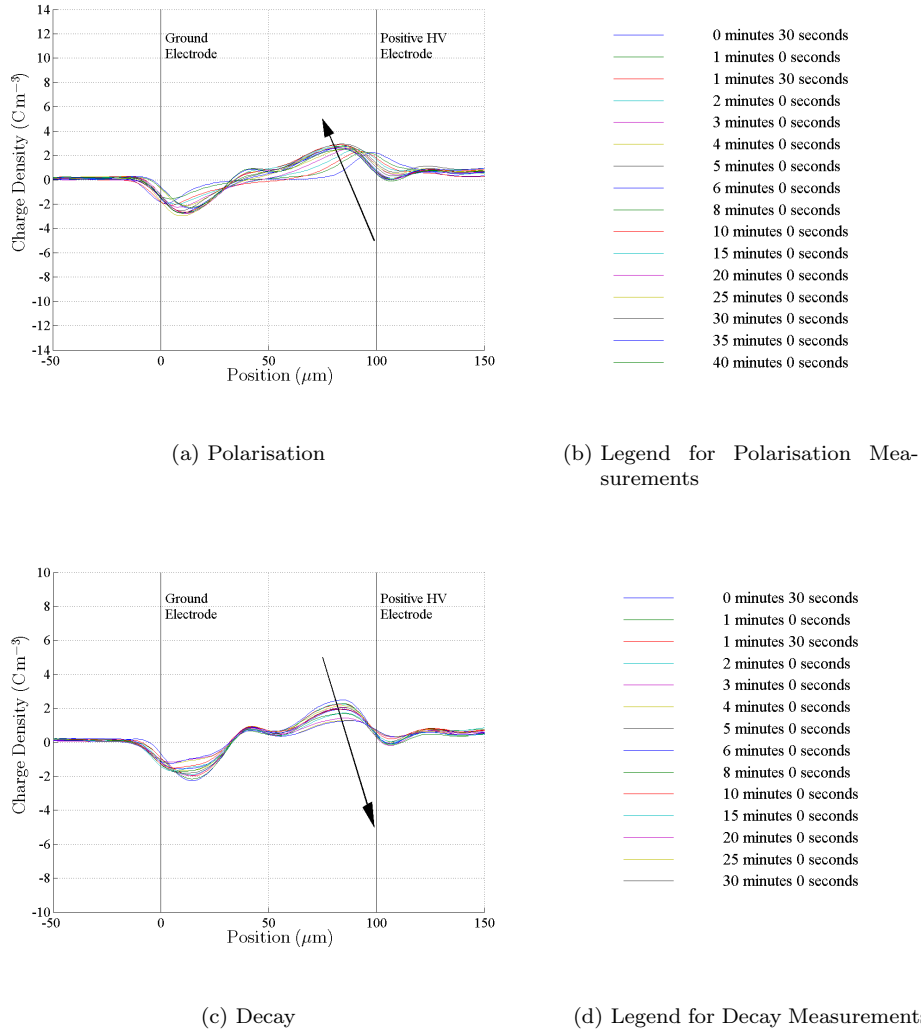 14
12
10
8
6
4
2
0
-2
-4
-6
-8
-10
-12
-14
Charge Density (C m⁻³)
Ground
Electrode
Positive HV
Electrode
-50
0
50
100
150
Position (μm)
(a) Polarisation
0 minutes 30 seconds
1 minutes 0 seconds
1 minutes 30 seconds
2 minutes 0 seconds
3 minutes 0 seconds
4 minutes 0 seconds
5 minutes 0 seconds
6 minutes 0 seconds
8 minutes 0 seconds
10 minutes 0 seconds
15 minutes 0 seconds
20 minutes 0 seconds
25 minutes 0 seconds
30 minutes 0 seconds
35 minutes 0 seconds
40 minutes 0 seconds
(b) Legend for Polarisation Mea-
surements
10
8
6
4
2
0
-2
-4
-6
-8
-10
Charge Density (C m⁻³)
Ground
Electrode
Positive HV
Electrode
-50
0
50
100
150
Position (μm)
(c) Decay
0 minutes 30 seconds
1 minutes 0 seconds
1 minutes 30 seconds
2 minutes 0 seconds
3 minutes 0 seconds
4 minutes 0 seconds
5 minutes 0 seconds
6 minutes 0 seconds
8 minutes 0 seconds
10 minutes 0 seconds
15 minutes 0 seconds
20 minutes 0 seconds
25 minutes 0 seconds
30 minutes 0 seconds
(d) Legend for Decay Measurement